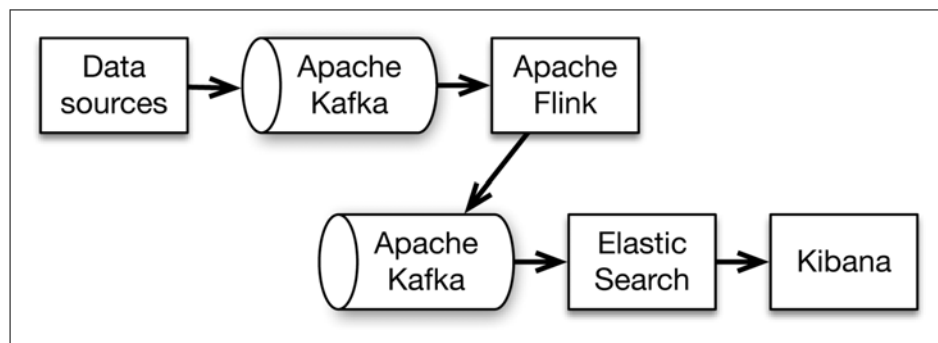 Data
sources
Apache
Kafka
Apache
Flink
Apache
Kafka
Elastic
Search
Kibana